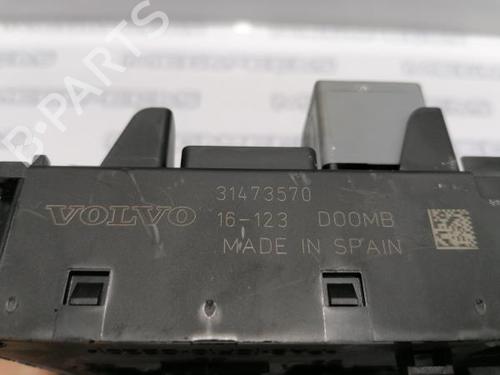 B-PARTS
31473570
VOLVO 16-123 D00MB
MADE IN SPAIN